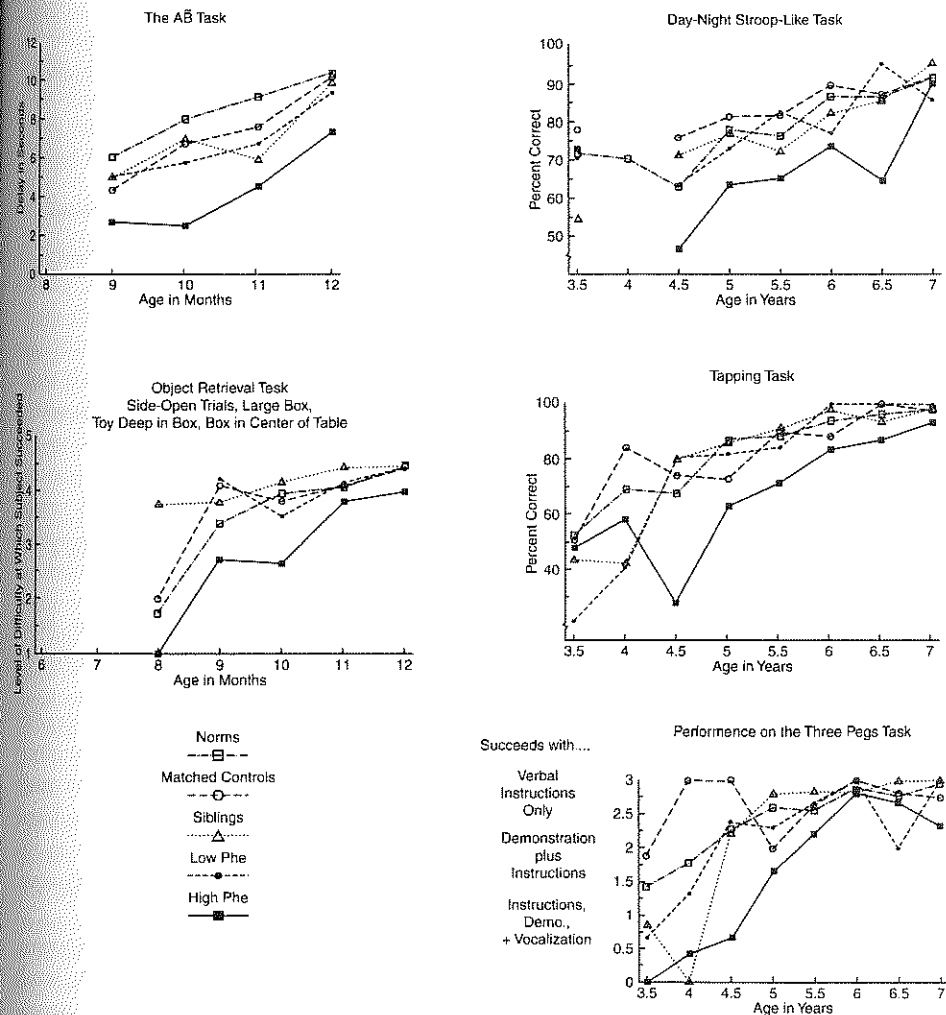 The AB̄ Task
Delay in Seconds
12
10
8
6
4
2
0
8
9
10
11
12
Age in Months
Day-Night Stroop-Like Task
Percent Correct
100
90
80
70
60
50
3.5
4
4.5
5
5.5
6
6.5
7
Age in Years
Object Retrieval Task
Side-Open Trials, Large Box,
Toy Deep in Box, Box in Center of Table
Level of Difficulty at Which Subject Succeeded
5
4
3
2
1
6
7
8
9
10
11
12
Age in Months
Tapping Task
Percent Correct
100
80
60
40
3.5
4
4.5
5
5.5
6
6.5
7
Age in Years
Norms
Matched Controls
Siblings
Low Phe
High Phe
Performence on the Three Pegs Task
Succeeds with....
Verbal
Instructions
Only
Demonstration
plus
Instructions
Instructions,
Demo.,
+ Vocalization
3
2.5
2
1.5
1
0.5
0
3.5
4
4.5
5
5.5
6
6.5
7
Age in Years